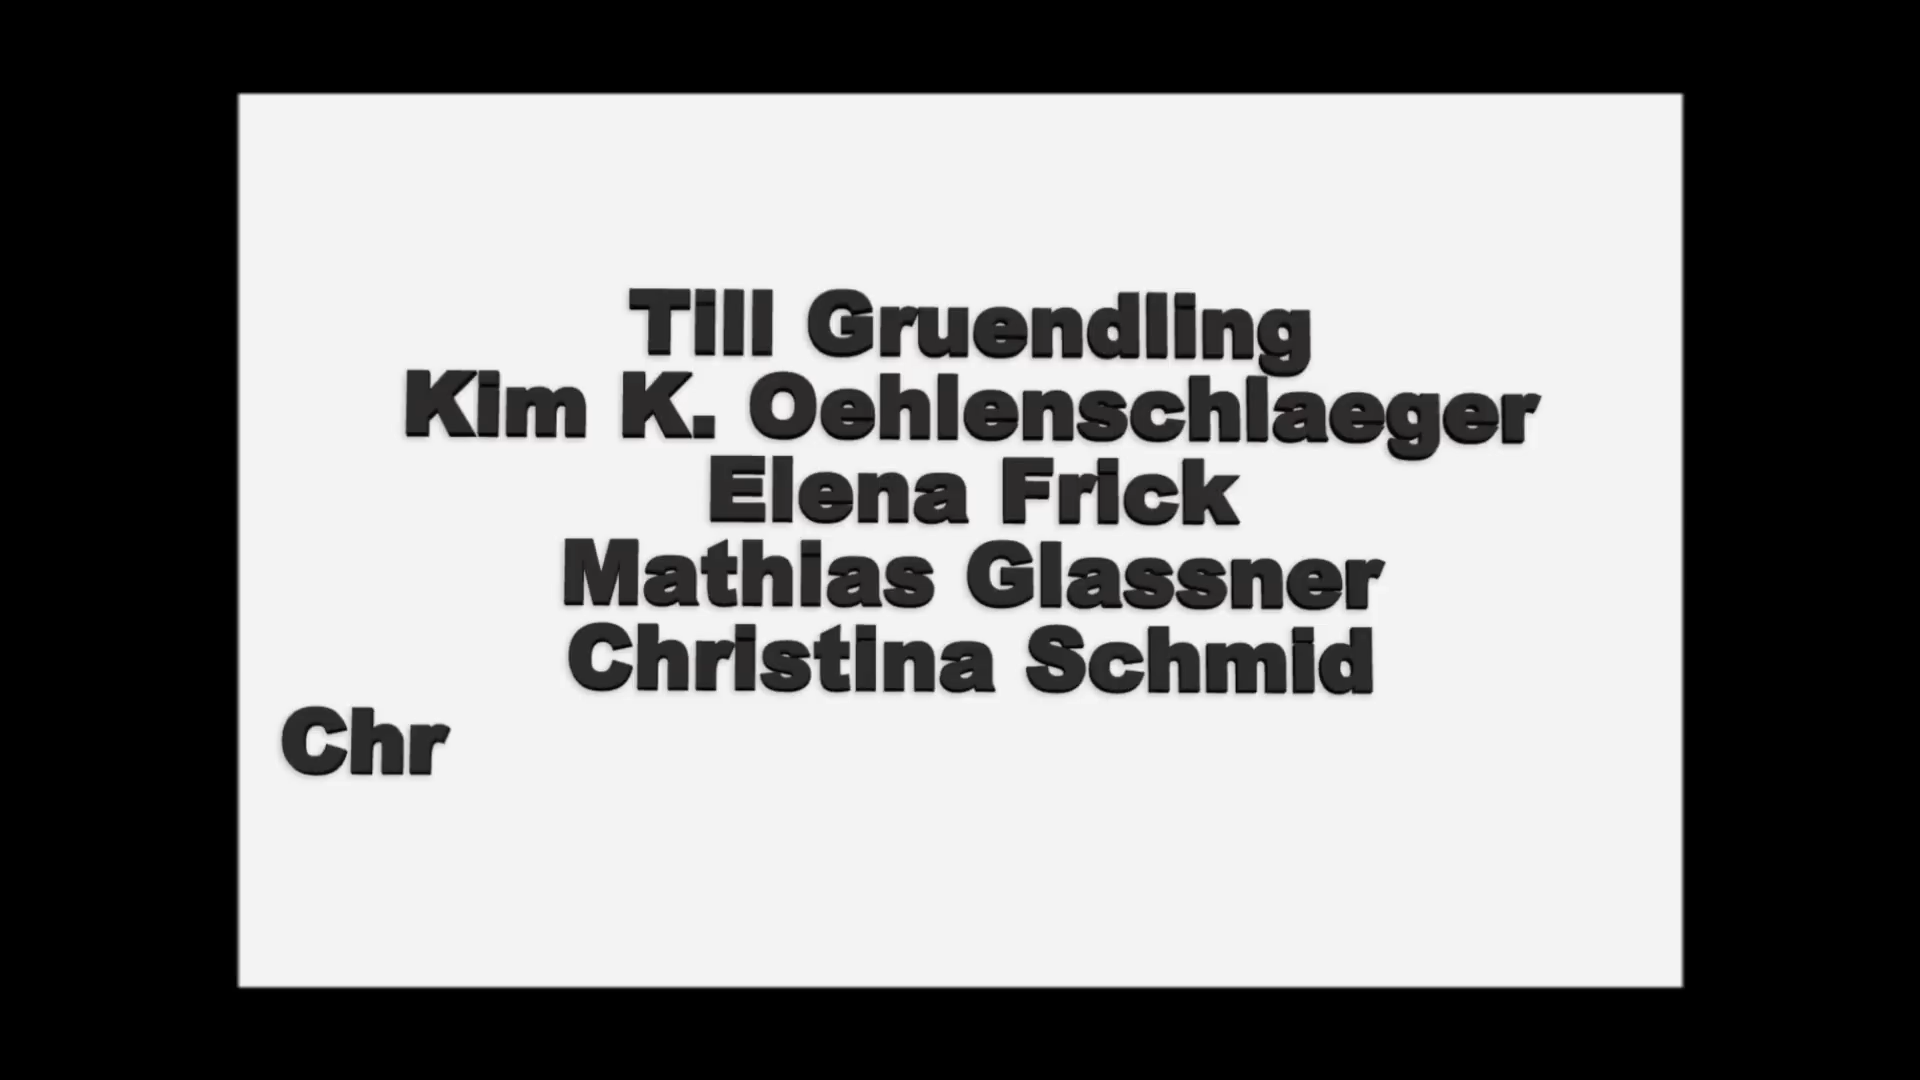 Till Gruendling
Kim K. Oehlenschlaeger
Elena Frick
Mathias Glassner
Christina Schmid
Chr